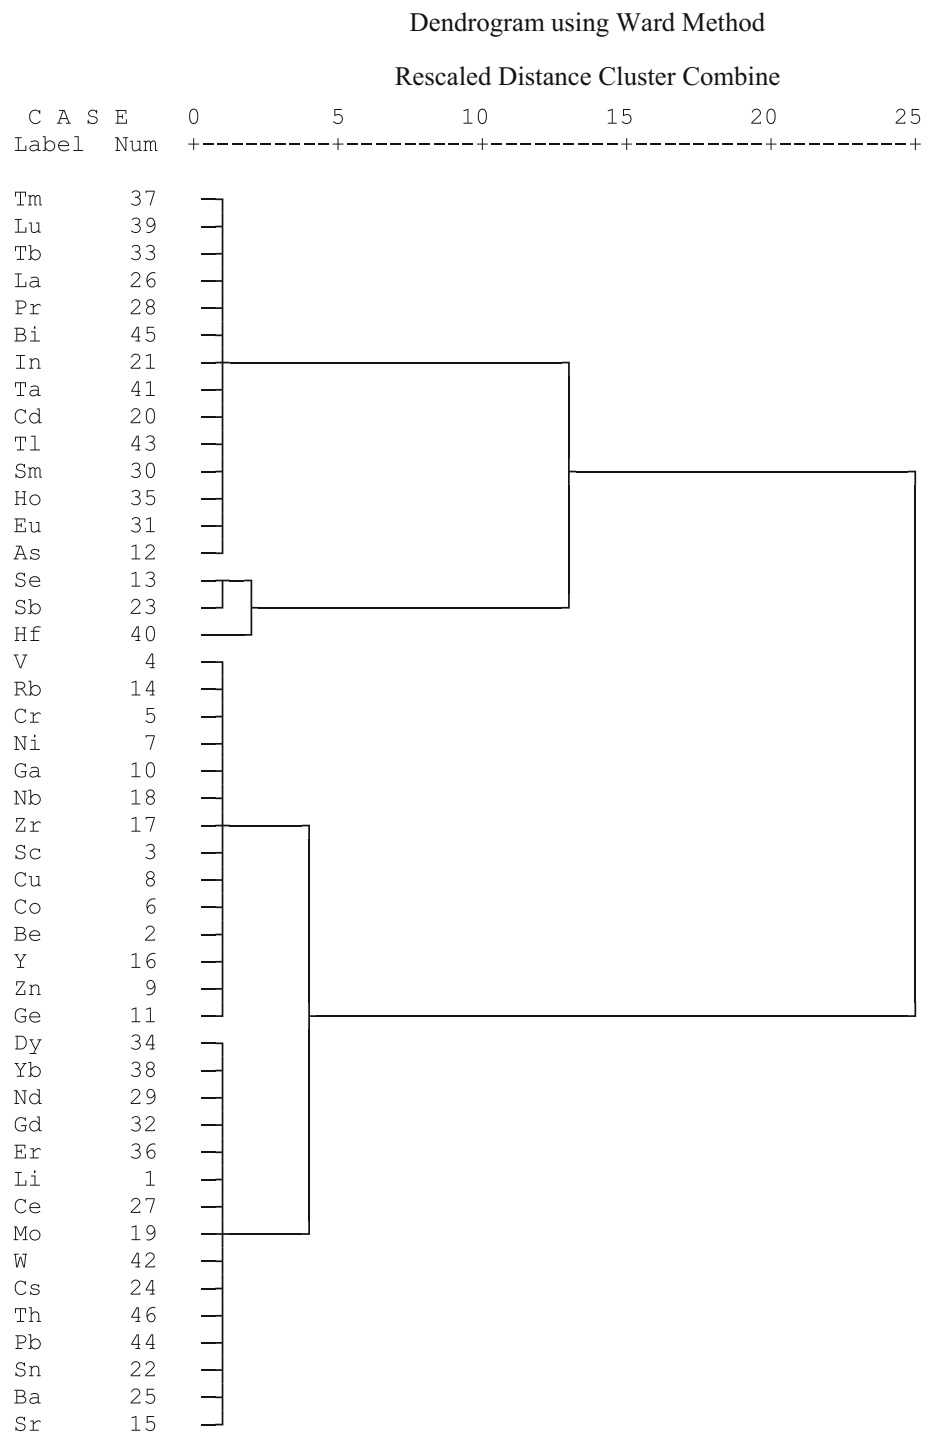 Dendrogram using Ward Method
Rescaled Distance Cluster Combine
C A S E 0 5 10 15 20 25
Label Num +---------+---------+---------+---------+---------+
Tm 37
Lu 39
Tb 33
La 26
Pr 28
Bi 45
In 21
Ta 41
Cd 20
Tl 43
Sm 30
Ho 35
Eu 31
As 12
Se 13
Sb 23
Hf 40
V 4
Rb 14
Cr 5
Ni 7
Ga 10
Nb 18
Zr 17
Sc 3
Cu 8
Co 6
Be 2
Y 16
Zn 9
Ge 11
Dy 34
Yb 38
Nd 29
Gd 32
Er 36
Li 1
Ce 27
Mo 19
W 42
Cs 24
Th 46
Pb 44
Sn 22
Ba 25
Sr 15